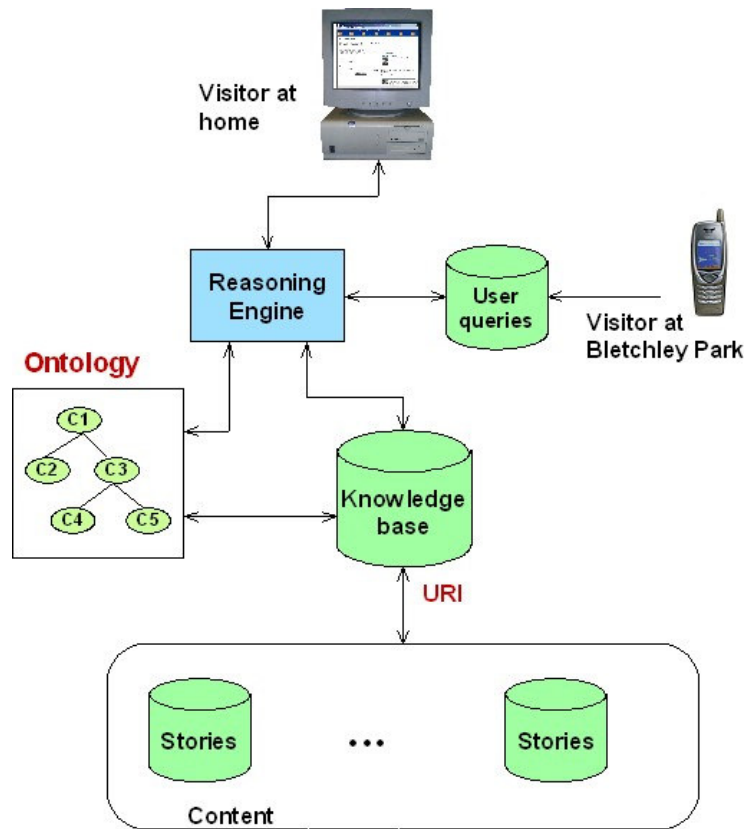 Visitor at
home
Reasoning
Engine
User
queries
Visitor at
Bletchley Park
Ontology
C1
C2
C3
C4
C5
Knowledge
base
URI
Stories
...
Stories
Content